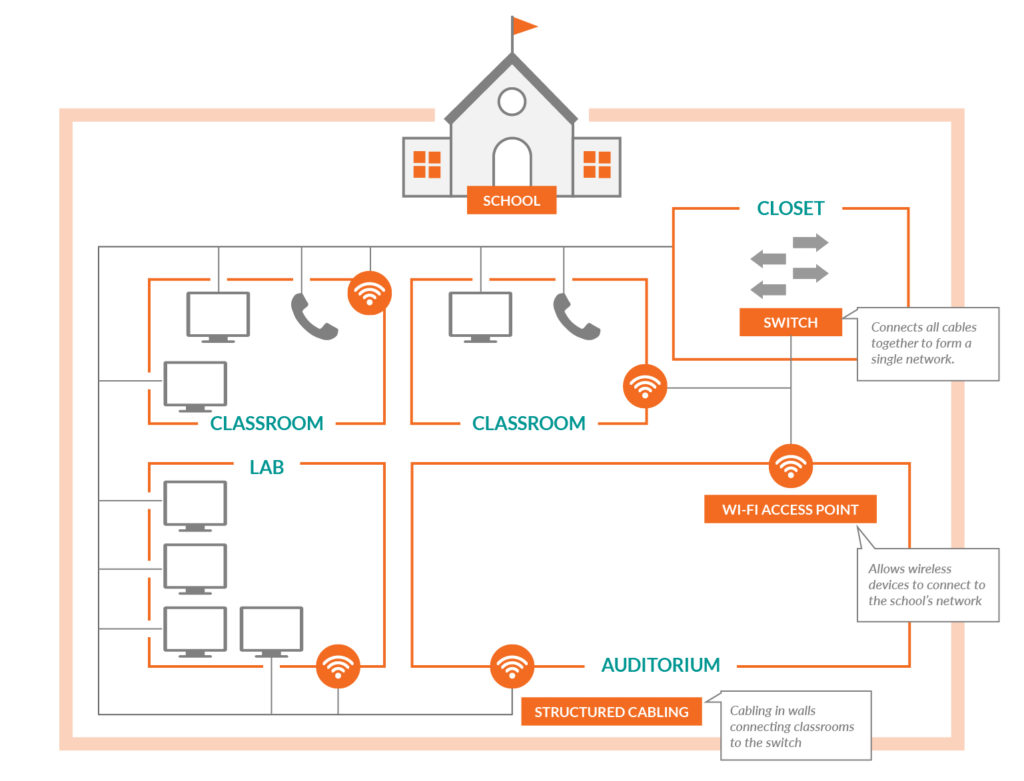 SCHOOL
CLOSET
SWITCH
Connects all cables
together to form a
single network.
CLASSROOM
CLASSROOM
LAB
WI-FI ACCESS POINT
Allows wireless
devices to connect to
the school's network
AUDITORIUM
STRUCTURED CABLING
Cabling in walls
connecting classrooms
to the switch